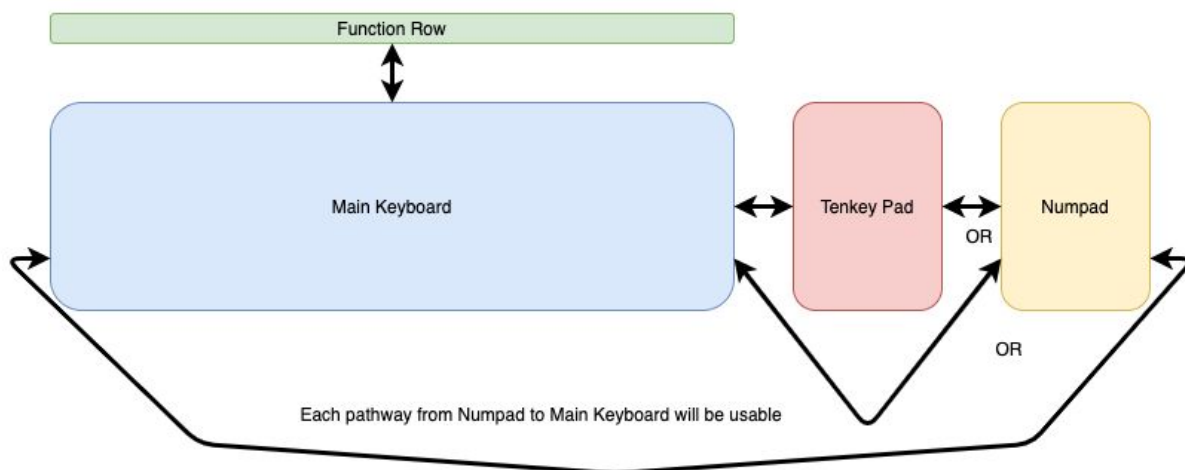 Function Row
Main Keyboard
Tenkey Pad
Numpad
OR
OR
Each pathway from Numpad to Main Keyboard will be usable